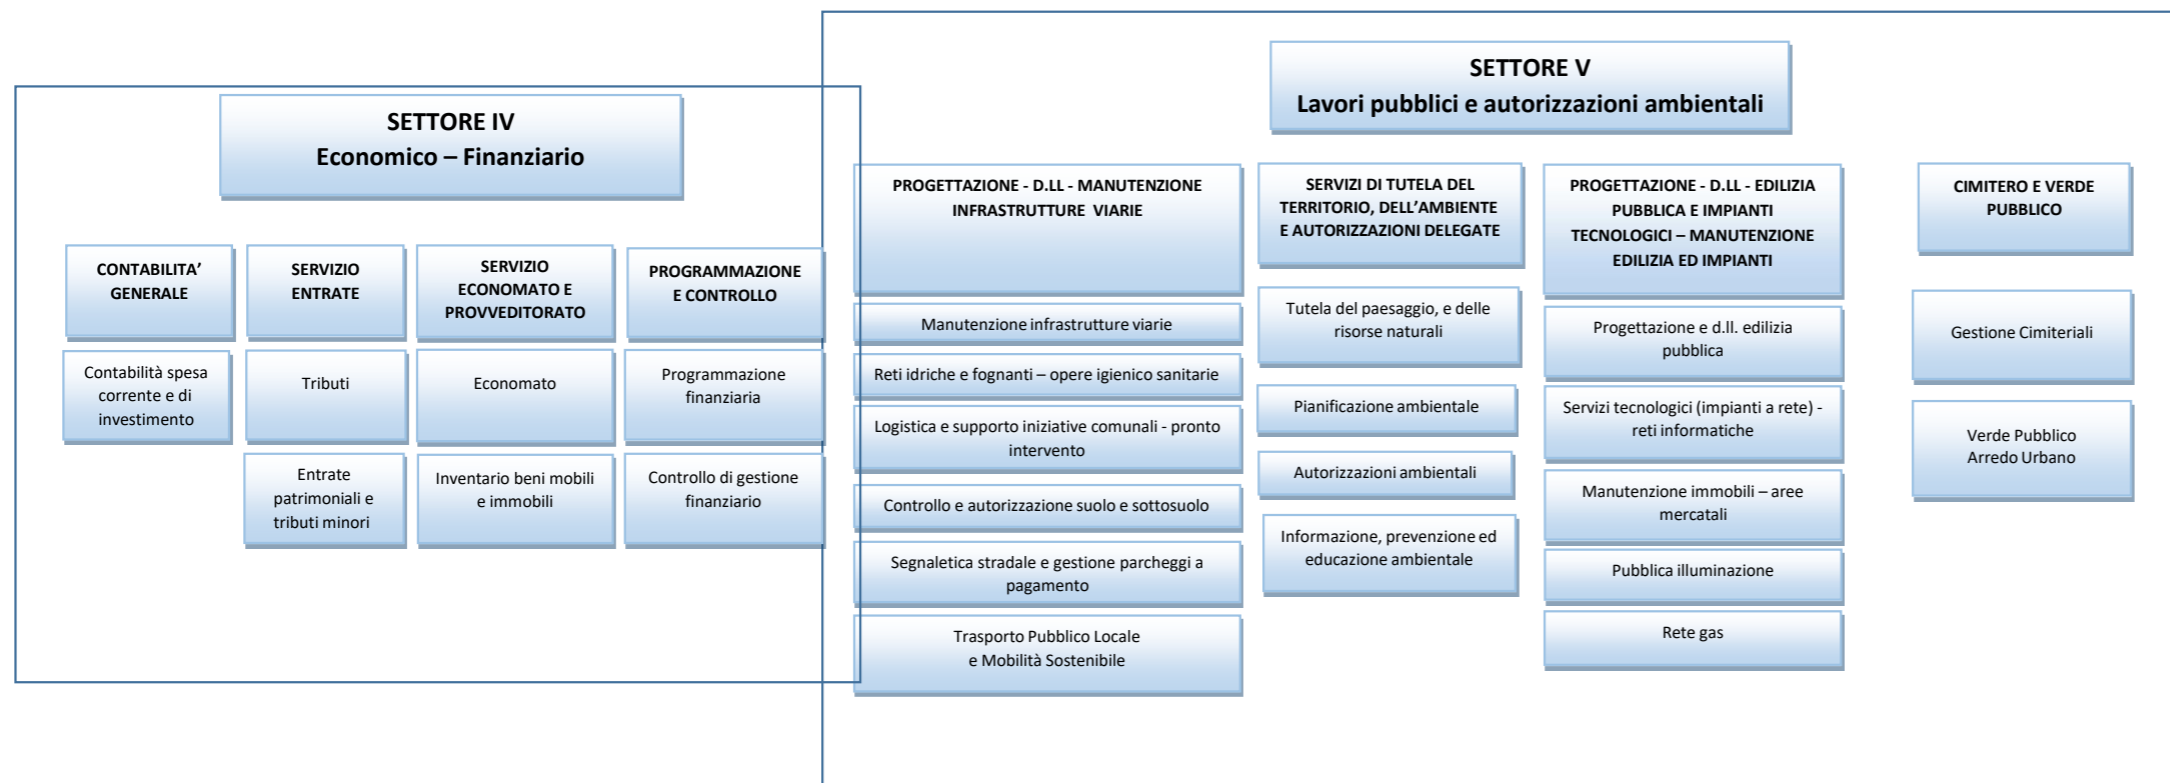 SETTORE IV
Economico – Finanziario
CONTABILITA’
GENERALE
Contabilità spesa
corrente e di
investimento
SERVIZIO
ENTRATE
Tributi
Entrate
patrimoniali e
tributi minori
SERVIZIO
ECONOMATO E
PROVVEDITORATO
Economato
Inventario beni mobili
e immobili
PROGRAMMAZIONE
E CONTROLLO
Programmazione
finanziaria
Controllo di gestione
finanziario
SETTORE V
Lavori pubblici e autorizzazioni ambientali
PROGETTAZIONE - D.LL - MANUTENZIONE
INFRASTRUTTURE VIARIE
Manutenzione infrastrutture viarie
Reti idriche e fognanti – opere igienico sanitarie
Logistica e supporto iniziative comunali - pronto
intervento
Controllo e autorizzazione suolo e sottosuolo
Segnaletica stradale e gestione parcheggi a
pagamento
Trasporto Pubblico Locale
e Mobilità Sostenibile
SERVIZI DI TUTELA DEL
TERRITORIO, DELL’AMBIENTE
E AUTORIZZAZIONI DELEGATE
Tutela del paesaggio, e delle
risorse naturali
Pianificazione ambientale
Autorizzazioni ambientali
Informazione, prevenzione ed
educazione ambientale
PROGETTAZIONE - D.LL - EDILIZIA
PUBBLICA E IMPIANTI
TECNOLOGICI – MANUTENZIONE
EDILIZIA ED IMPIANTI
Progettazione e d.ll. edilizia
pubblica
Servizi tecnologici (impianti a rete) -
reti informatiche
Manutenzione immobili – aree
mercatali
Pubblica illuminazione
Rete gas
CIMITERO E VERDE
PUBBLICO
Gestione Cimiteriali
Verde Pubblico
Arredo Urbano